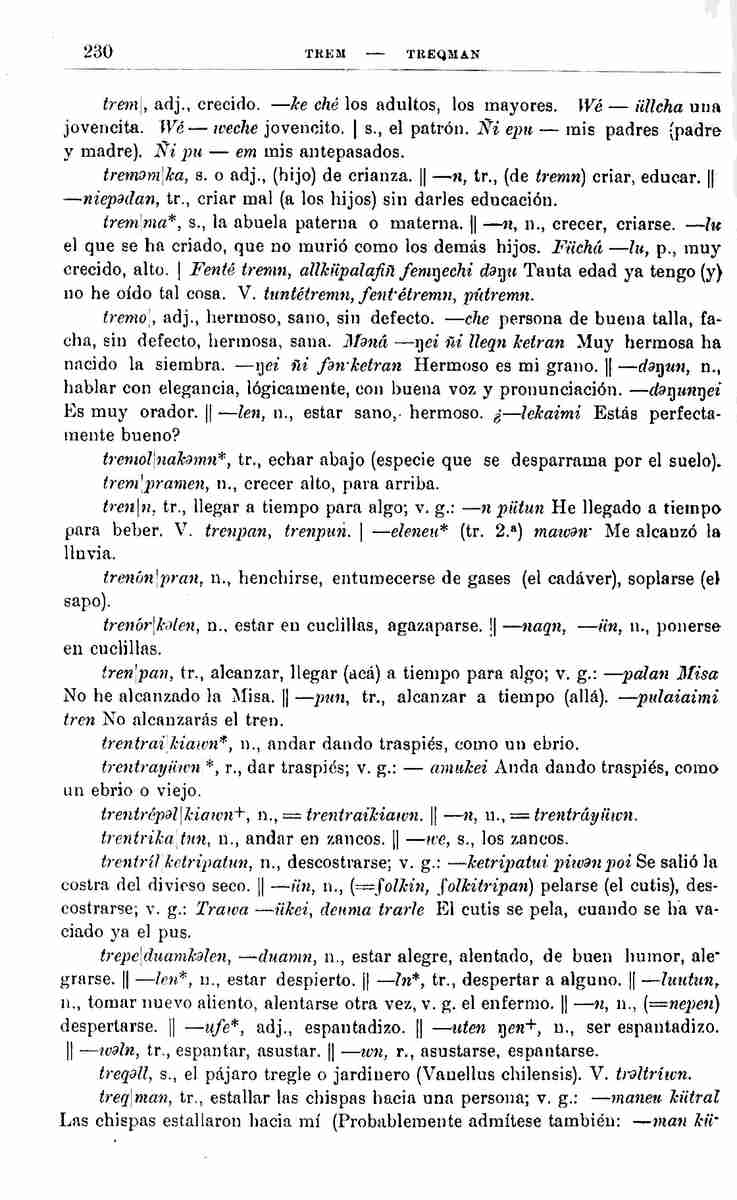 230 TREM — TREQMAN
trem|, adj., crecido. —ke ché los adultos, los mayores. Wé — üllcha una
jovencita. Wé — weche jovencito. | s., el patrón. Ñi epu — mis padres (padre
y madre). Ñi pu — em mis antepasados.
treməm|ka, s. o adj., (hijo) de crianza. || —n, tr., (de tremn) criar, educar. ||
—niepədan, tr., criar mal (a los hijos) sin darles educación.
trem|ma*, s., la abuela paterna o materna. || —n, n., crecer, criarse. —lu
el que se ha criado, que no murió como los demás hijos. Füchá —lu, p., muy
crecido, alto. | Fenté tremn, allküpalafiñ femŋechi dəŋu Tauta edad ya tengo (y)
no he oído tal cosa. V. tuntétremn, fent·étremn, pútremn.
tremo|, adj., hermoso, sano, sin defecto. —che persona de buena talla, fa-
cha, sin defecto, hermosa, sana. Məná —ŋei ñi lleqn ketran Muy hermosa ha
nacido la siembra. —ŋei ñi fən·ketran Hermoso es mi grano. || —dəŋun, n.,
hablar con elegancia, lógicamente, con buena voz y pronunciación. —dəŋunŋei
Es muy orador. || —len, n., estar sano, hermoso. ¿—lekaimi Estás perfecta-
mente bueno?
tremol|nakəmn*, tr., echar abajo (especie que se desparrama por el suelo).
trem|pramen, n., crecer alto, para arriba.
tren|n, tr., llegar a tiempo para algo; v. g.: —n pütun He llegado a tiempo
para beber. V. trenpan, trenpun. | —eleneu* (tr. 2.ª) mawən· Me alcanzó la
lluvia.
trenón|pran, n., henchirse, entumecerse de gases (el cadáver), soplarse (el
sapo).
trenór|kəlen, n., estar en cuclillas, agazaparse. || —naqn, —ün, n., ponerse
en cuclillas.
tren|pan, tr., alcanzar, llegar (acá) a tiempo para algo; v. g.: —palan Misa
No he alcanzado la Misa. || —pun, tr., alcanzar a tiempo (allá). —pulaiaimi
tren No alcanzarás el tren.
trentrai|kiawn*, n., andar dando traspiés, como un ebrio.
trentrayüwn *, r., dar traspiés; v. g.: — amukei Anda dando traspiés, como
un ebrio o viejo.
trentrépəl|kiawn+, n., = trentraikiawn. || —n, n., = trentráyüwn.
trentrika|tun, n., andar en zancos. || —we, s., los zancos.
trentríl ketripatun, n., descostrarse; v. g.: —ketripatui piwən poi Se salió la
costra del divieso seco. || —ün, n., (=folkin, folkitripan) pelarse (el cutis), des-
costrarse; v. g.: Trawa —ükei, deuma trarle El cutis se pela, cuando se ha va-
ciado ya el pus.
trepe|duamkəlen, —duamn, n., estar alegre, alentado, de buen humor, ale-
grarse. || —len*, n., estar despierto. || —ln*, tr., despertar a alguno. || —luutun,
n., tomar nuevo aliento, alentarse otra vez, v. g. el enfermo. || —n, n., (=nepen)
despertarse. || —ufe*, adj., espantadizo. || —uten ŋen+, n., ser espantadizo.
|| —wəln, tr., espantar, asustar. || —wn, r., asustarse, espantarse.
treqəll, s., el pájaro tregle o jardinero (Vanellus chilensis). V. trəltríwn.
treq|man, tr., estallar las chispas hacia una persona; v. g.: —maneu kütral
Las chispas estallaron hacia mí (Probablemente admítese también: —man kü-